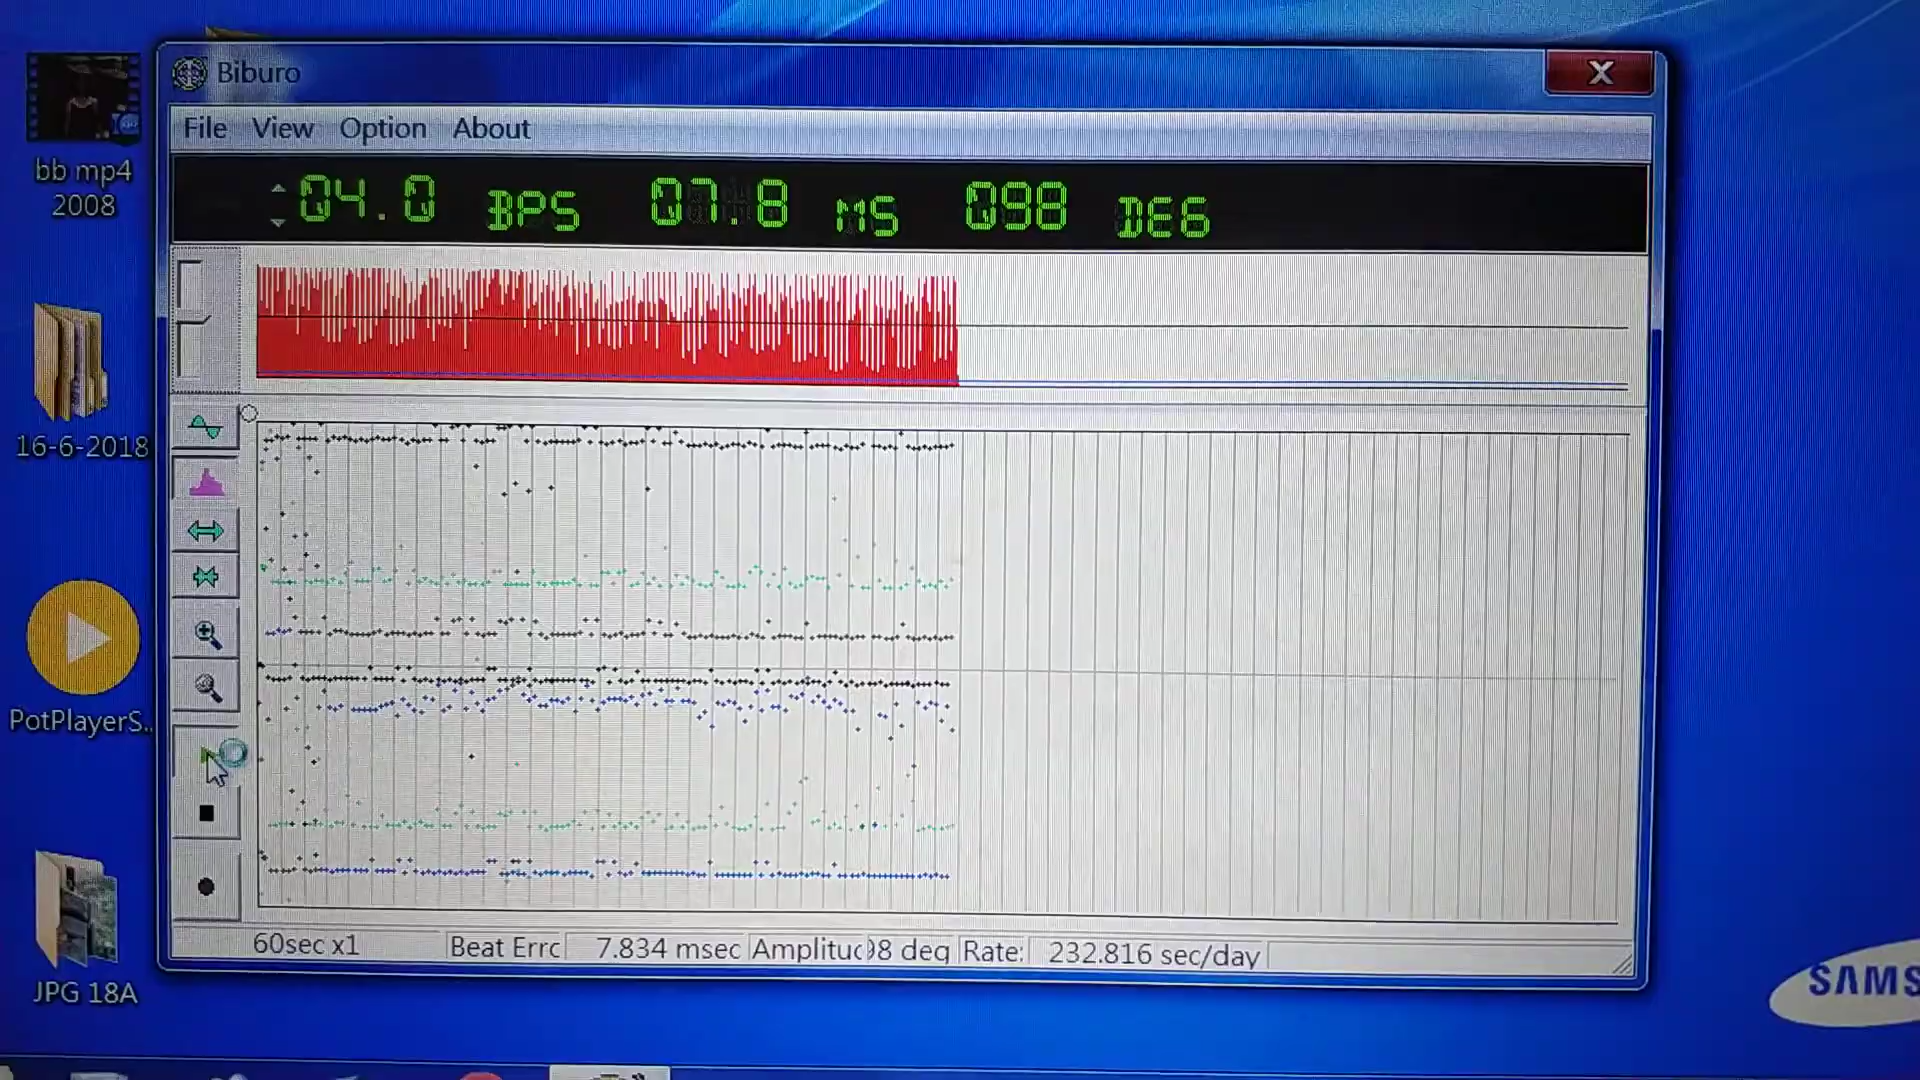 Biburo
File View Option About
04.0 BPS 07.8 MS 098 DEG
60sec x1 Beat Errc 7.834 msec Amplituc 98 deg Rate: 232.816 sec/day
bb mp4
2008
16-6-2018
PotPlayerS...
JPG 18A
SAMS